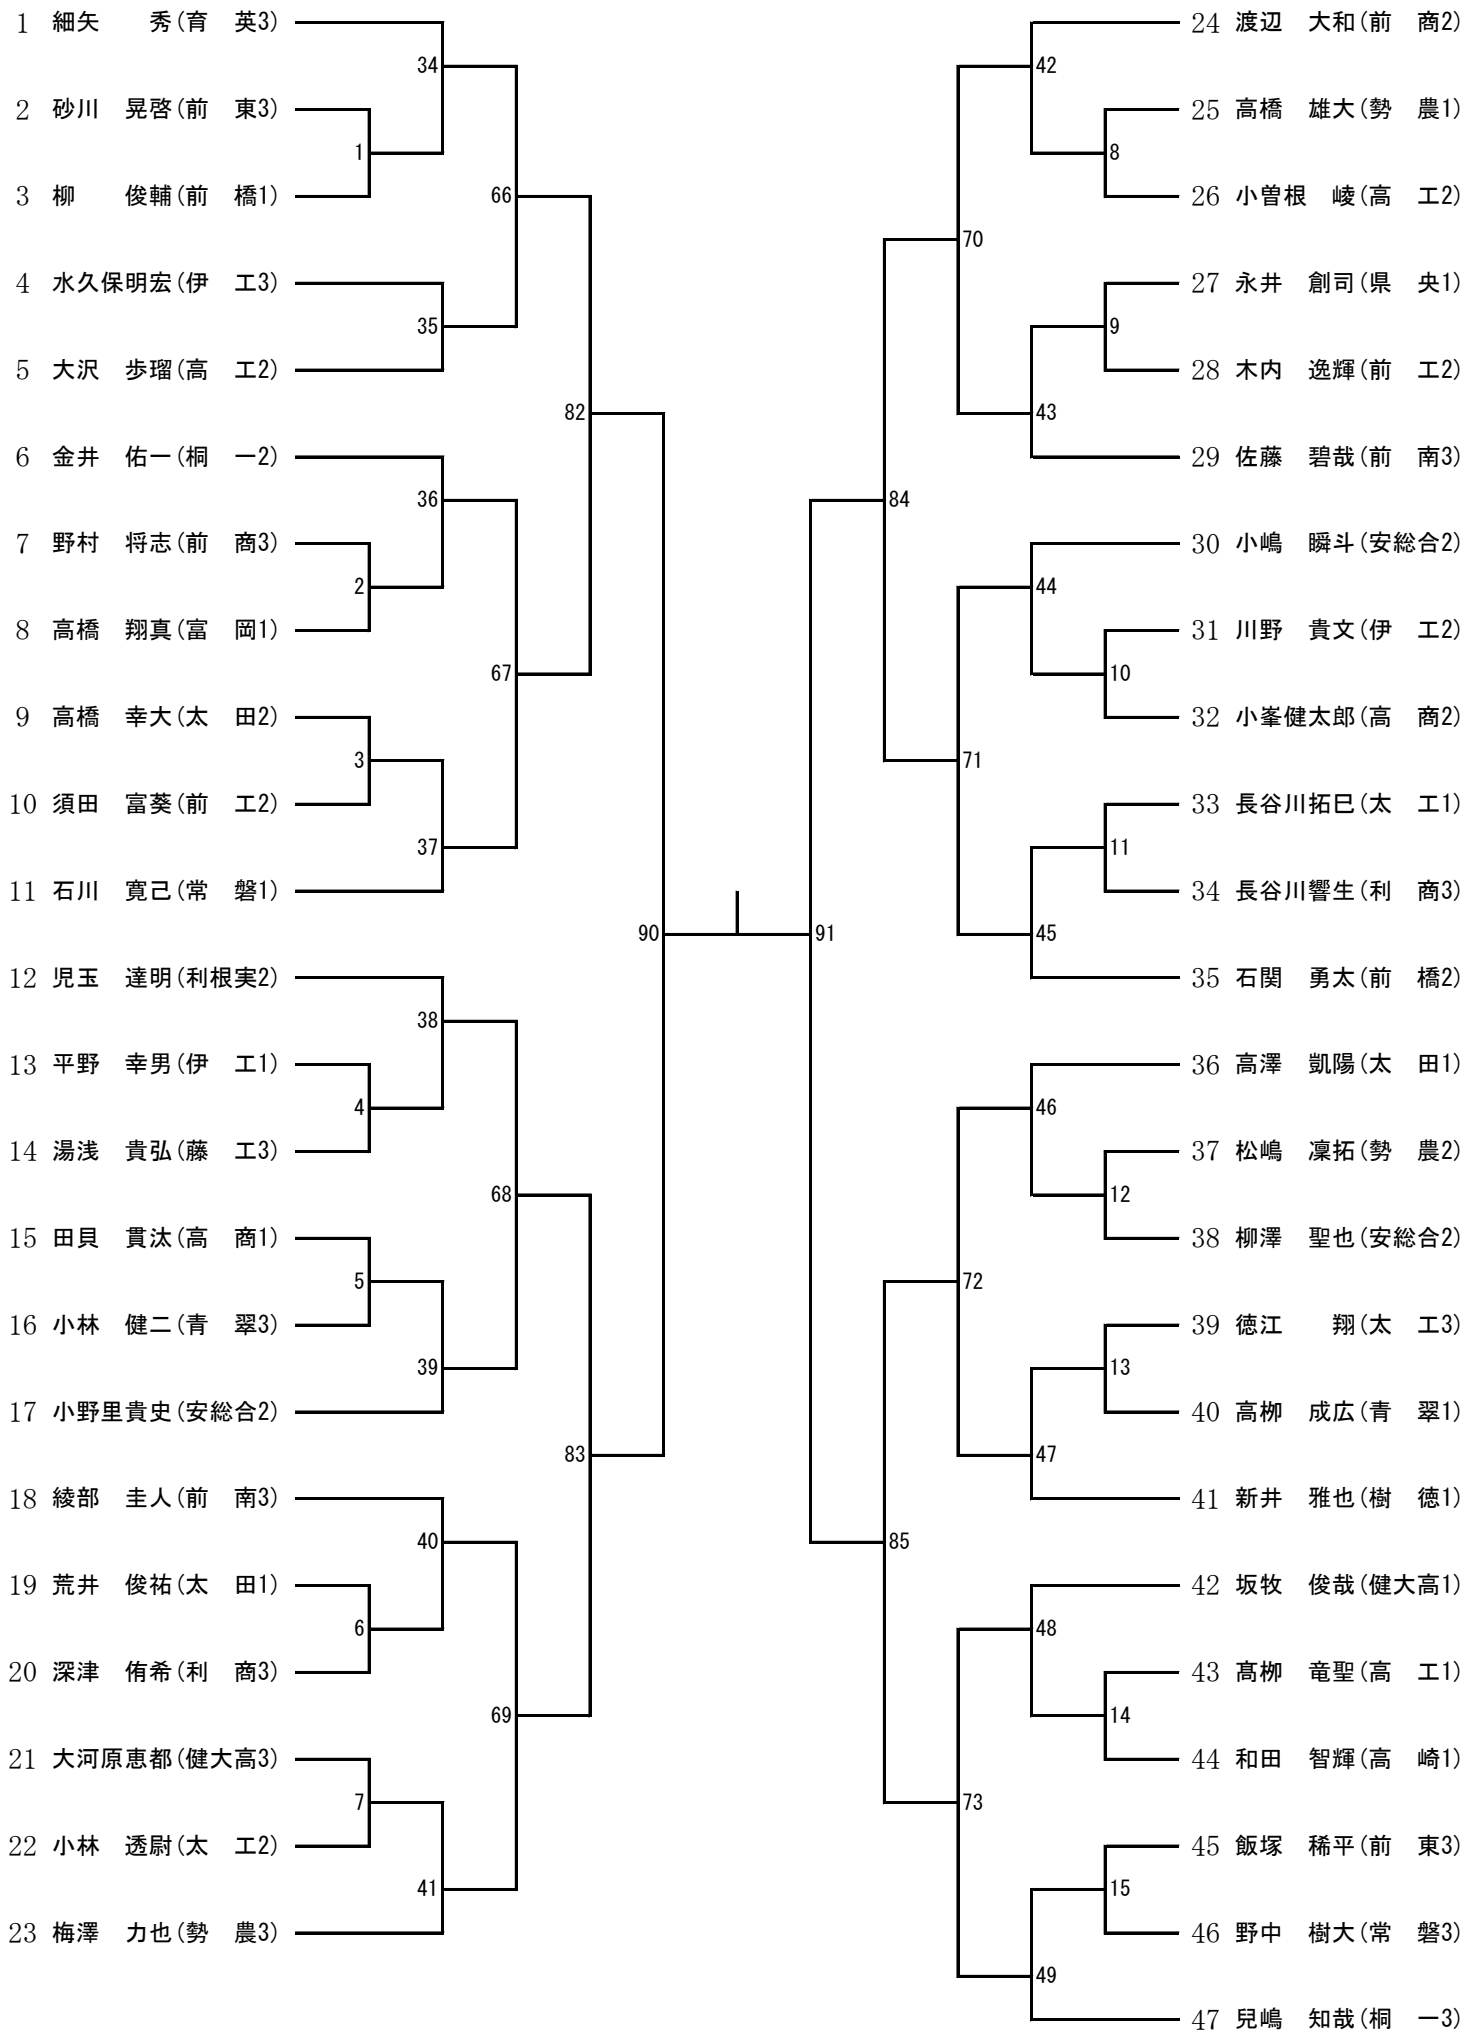 1 細矢　　秀(育　英3)
34
2 砂川　晃啓(前　東3)
1
3 柳　　俊輔(前　橋1)
66
4 水久保明宏(伊　工3)
35
5 大沢　歩瑠(高　工2)
82
6 金井　佑一(桐　一2)
36
7 野村　将志(前　商3)
2
8 高橋　翔真(富　岡1)
67
9 高橋　幸大(太　田2)
3
10 須田　富葵(前　工2)
37
11 石川　寛己(常　磐1)
90
12 児玉　達明(利根実2)
38
13 平野　幸男(伊　工1)
4
14 湯浅　貴弘(藤　工3)
68
15 田貝　貫汰(高　商1)
5
16 小林　健二(青　翠3)
39
17 小野里貴史(安総合2)
83
18 綾部　圭人(前　南3)
40
19 荒井　俊祐(太　田1)
6
20 深津　侑希(利　商3)
69
21 大河原恵都(健大高3)
7
22 小林　透尉(太　工2)
41
23 梅澤　力也(勢　農3)
24 渡辺　大和(前　商2)
42
25 高橋　雄大(勢　農1)
8
26 小曽根　崚(高　工2)
70
27 永井　創司(県　央1)
9
28 木内　逸輝(前　工2)
43
29 佐藤　碧哉(前　南3)
84
30 小嶋　瞬斗(安総合2)
44
31 川野　貴文(伊　工2)
10
32 小峯健太郎(高　商2)
71
33 長谷川拓巳(太　工1)
11
34 長谷川響生(利　商3)
45
91
35 石関　勇太(前　橋2)
36 高澤　凱陽(太　田1)
46
37 松嶋　凜拓(勢　農2)
12
38 柳澤　聖也(安総合2)
72
39 徳江　　翔(太　工3)
13
40 高栁　成広(青　翠1)
47
41 新井　雅也(樹　徳1)
85
42 坂牧　俊哉(健大高1)
48
43 髙栁　竜聖(高　工1)
14
44 和田　智輝(高　崎1)
73
45 飯塚　稀平(前　東3)
15
46 野中　樹大(常　磐3)
49
47 兒嶋　知哉(桐　一3)